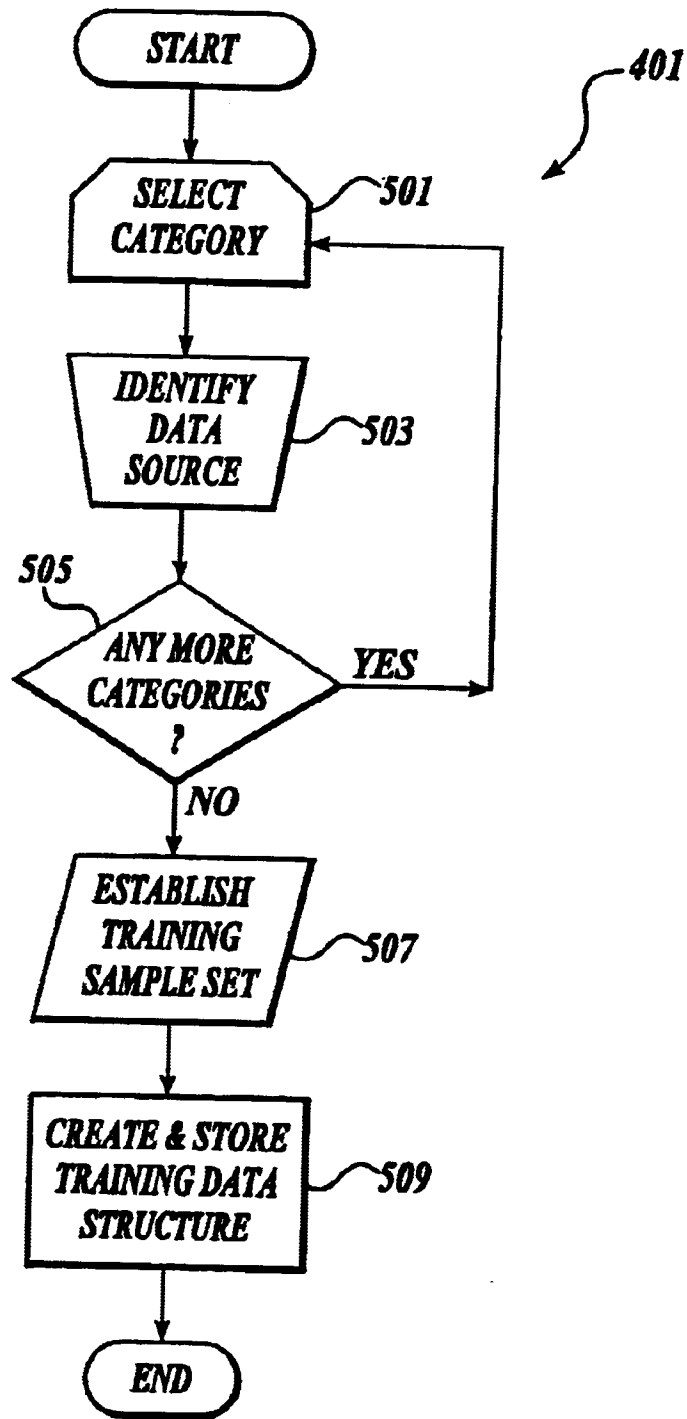 START
401
SELECT
CATEGORY
501
IDENTIFY
DATA
SOURCE
503
505
ANY MORE
CATEGORIES
?
YES
NO
ESTABLISH
TRAINING
SAMPLE SET
507
CREATE & STORE
TRAINING DATA
STRUCTURE
509
END